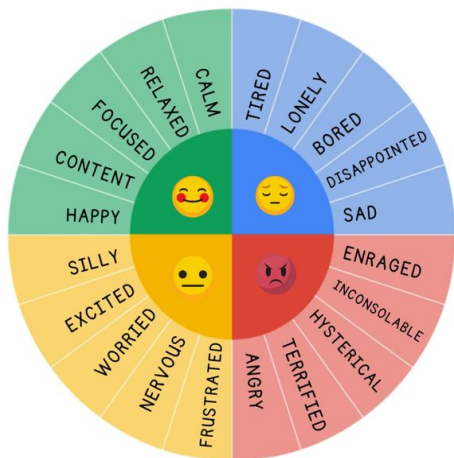 CALM
RELAXED
FOCUSED
CONTENT
HAPPY
TIRED
LONELY
BORED
DISAPPOINTED
SAD
SILLY
EXCITED
WORRIED
NERVOUS
FRUSTRATED
ENRAGED
INCONSOLABLE
HYSTERICAL
TERRIFIED
ANGRY